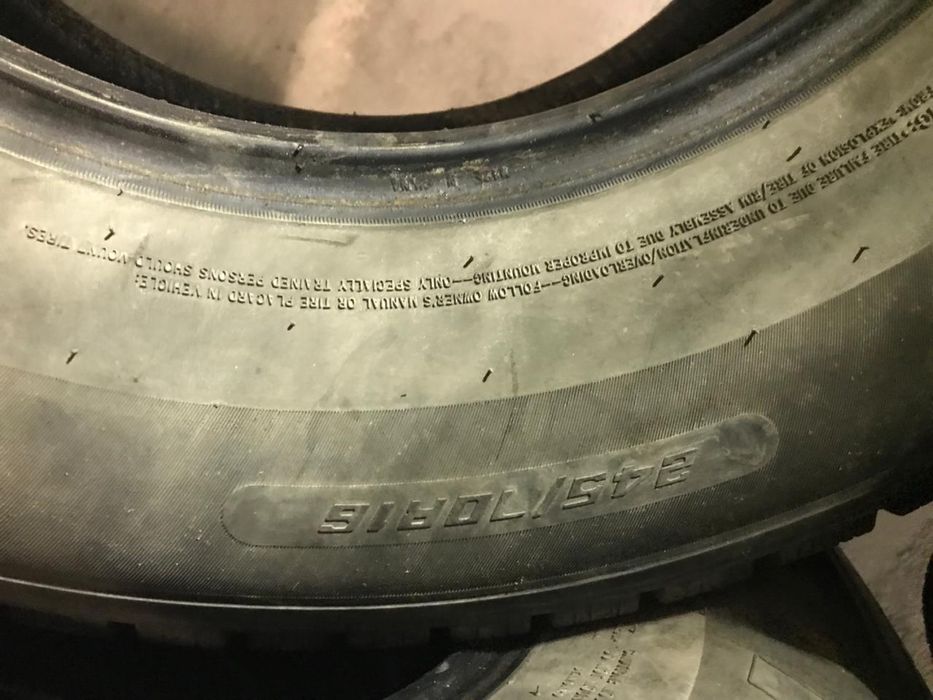 245/70R16
TIRE FAILURE DUE TO UNDERINFLATION/OVERLOADING--FOLLOW OWNER'S MANUAL OR TIRE PLACARD IN VEHICLE;
EXPLOSION OF TIRE/RIM ASSEMBLY DUE TO IMPROPER MOUNTING--ONLY SPECIALLY TRAINED PERSONS SHOULD MOUNT TIRES.